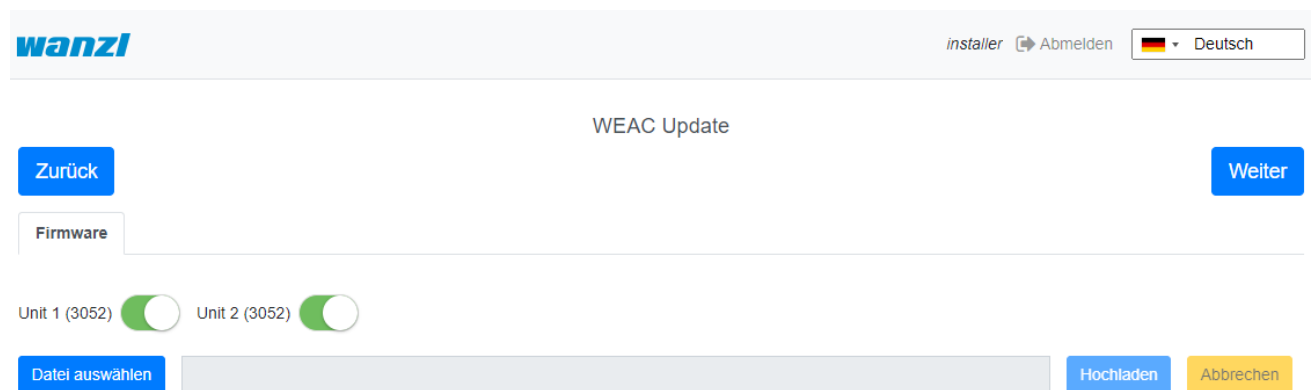 wanzl
installer Abmelden Deutsch
WEAC Update
Zurück Weiter
Firmware
Unit 1 (3052) Unit 2 (3052)
Datei auswählen Hochladen Abbrechen